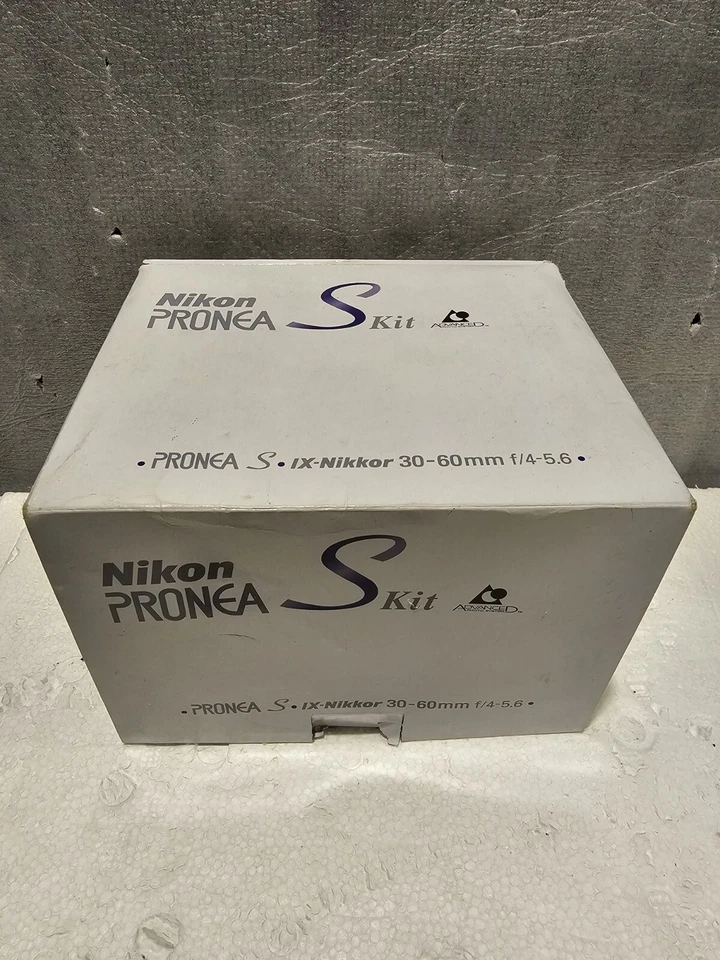 Nikon
PRONEA S Kit ADVANCED
• PRONEA S • IX-Nikkor 30-60mm f/4-5.6 •
Nikon
PRONEA S Kit ADVANCED
• PRONEA S • IX-Nikkor 30-60mm f/4-5.6 •